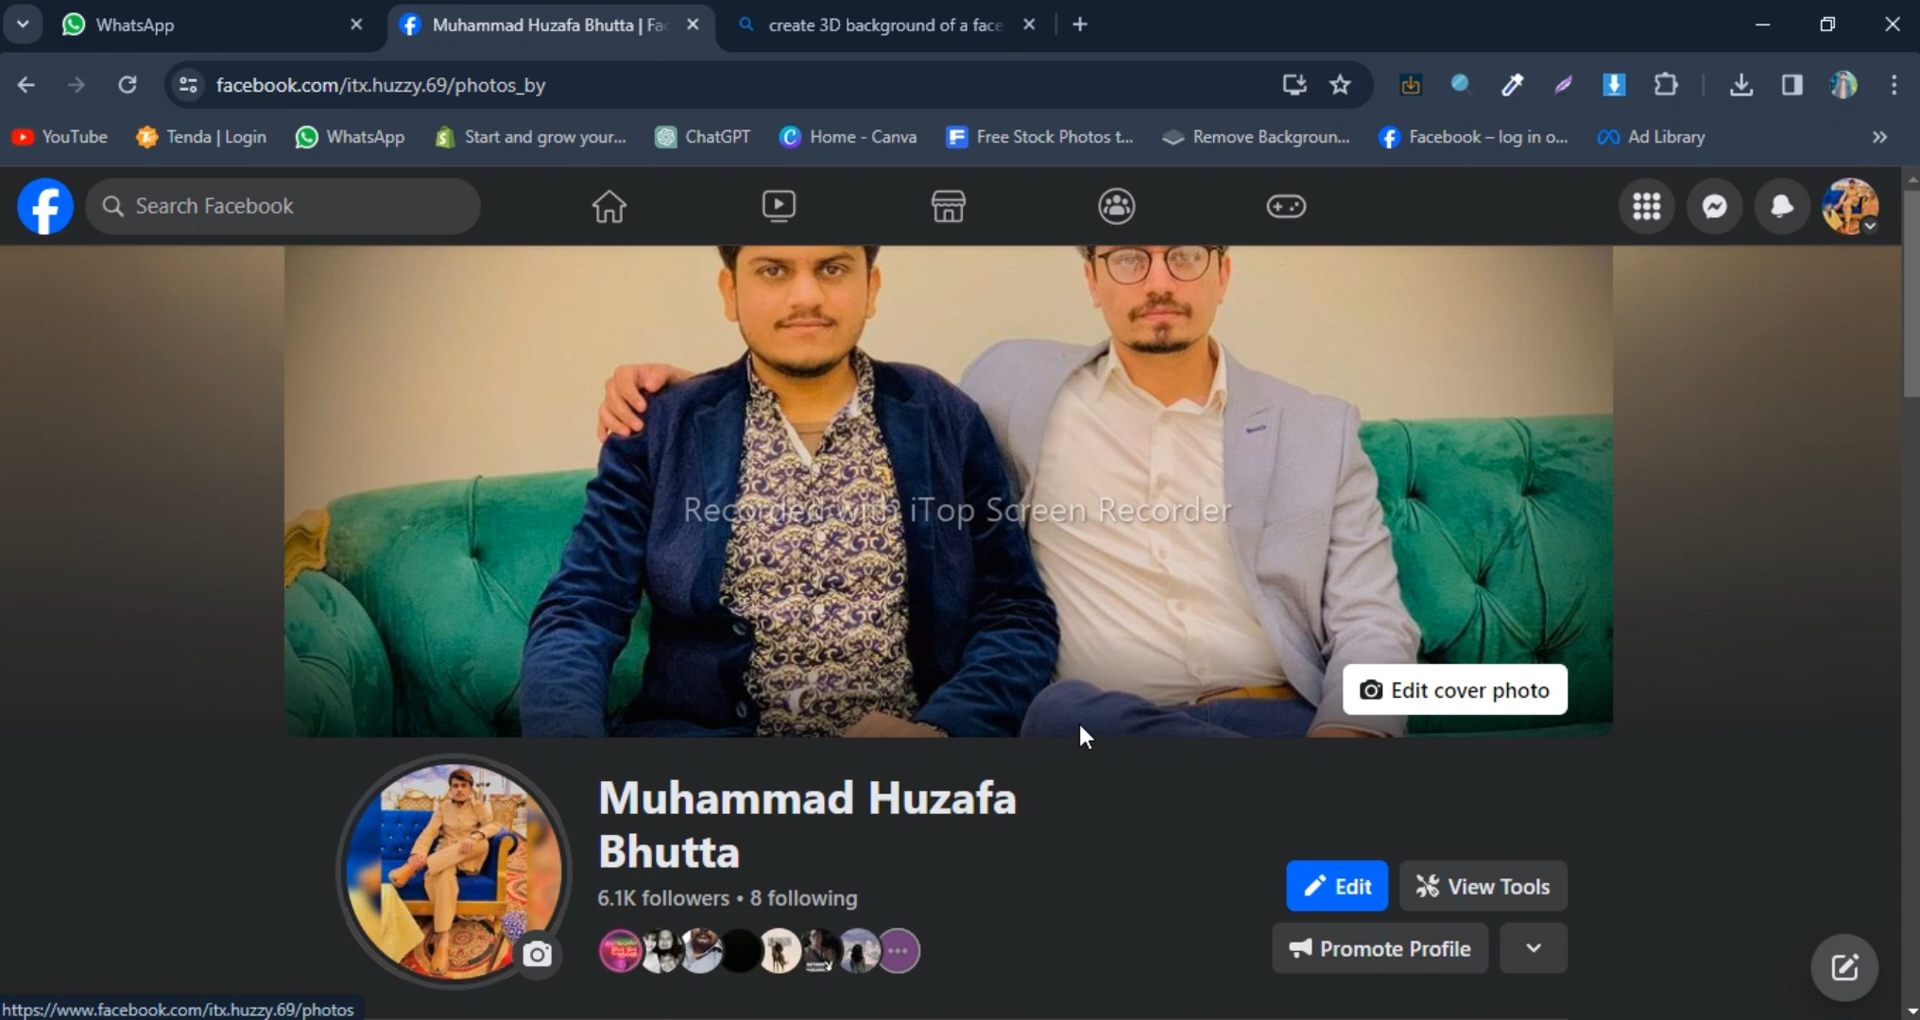 WhatsApp
Muhammad Huzafa Bhutta | Fac
create 3D background of a face
facebook.com/itx.huzzy.69/photos_by
YouTube
Tenda | Login
WhatsApp
Start and grow your...
ChatGPT
Home - Canva
Free Stock Photos t...
Remove Backgroun...
Facebook – log in o...
Ad Library
Search Facebook
Recorded with iTop Screen Recorder
Edit cover photo
Muhammad Huzafa
Bhutta
6.1K followers • 8 following
Edit
View Tools
Promote Profile
https://www.facebook.com/itx.huzzy.69/photos